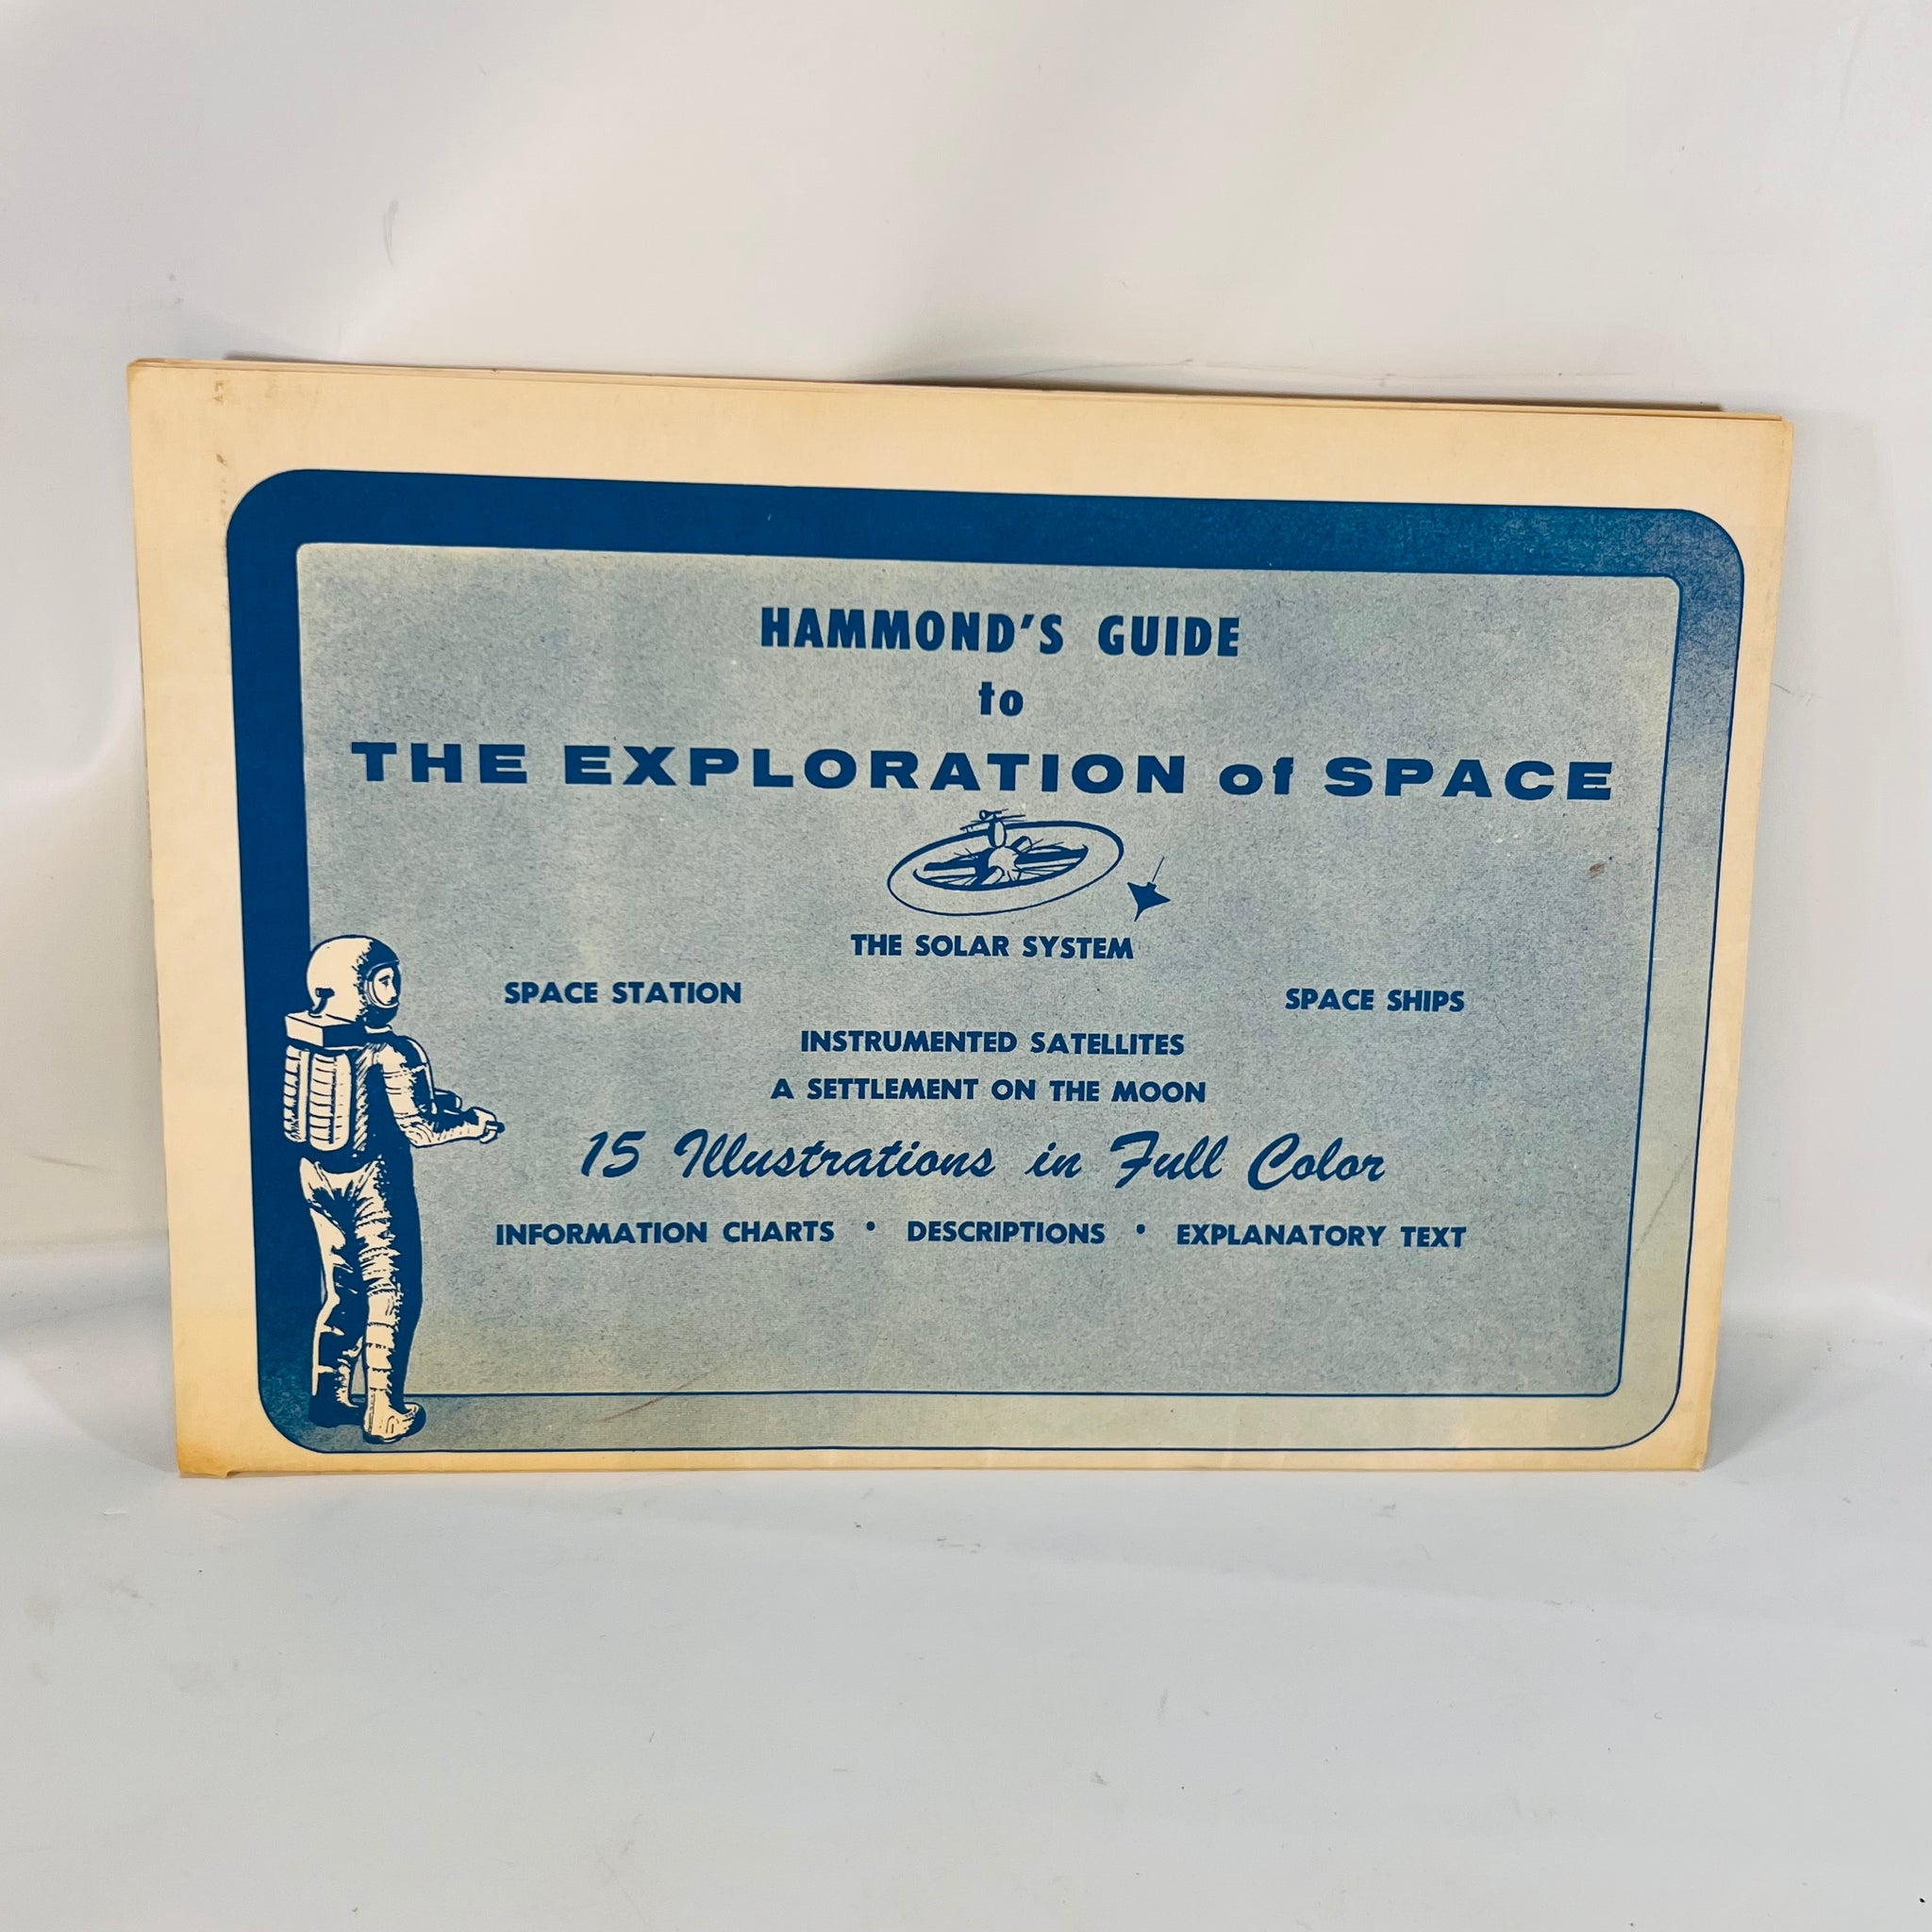 HAMMOND'S GUIDE
to
THE EXPLORATION of SPACE
THE SOLAR SYSTEM
SPACE STATION SPACE SHIPS
INSTRUMENTED SATELLITES
A SETTLEMENT ON THE MOON
15 Illustrations in Full Color
INFORMATION CHARTS • DESCRIPTIONS • EXPLANATORY TEXT